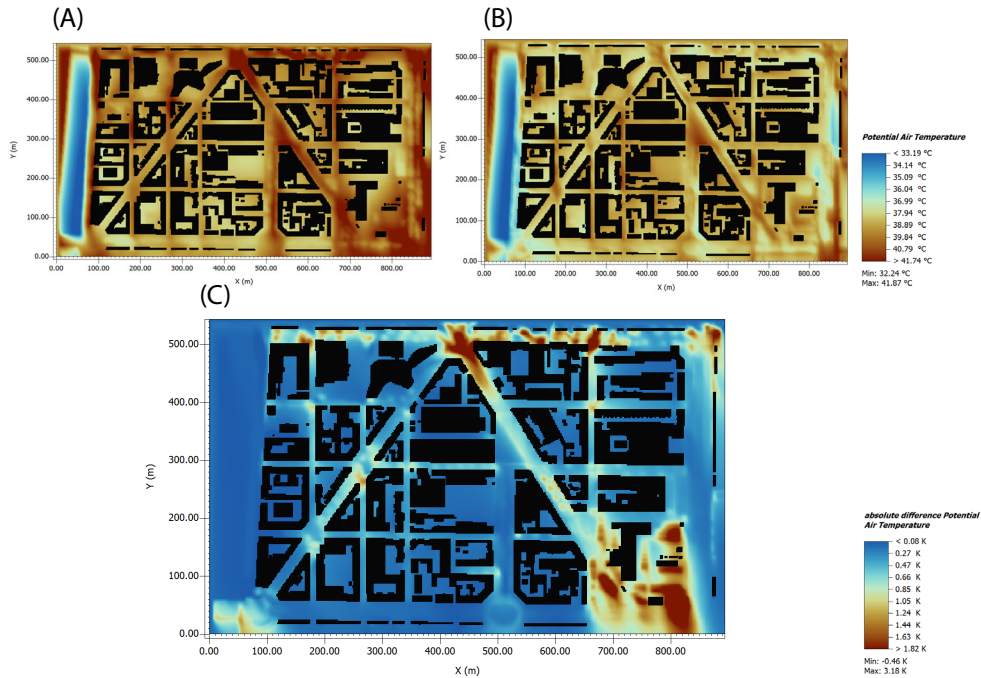 (A)
(B)
500.00
400.00
300.00
200.00
100.00
0.00
Y (m)
0.00 100.00 200.00 300.00 400.00 500.00 600.00 700.00 800.00
X (m)
500.00
400.00
300.00
200.00
100.00
0.00
Y (m)
0.00 100.00 200.00 300.00 400.00 500.00 600.00 700.00 800.00
X (m)
Potential Air Temperature
< 33.19 °C
34.14 °C
35.09 °C
36.04 °C
36.99 °C
37.94 °C
38.89 °C
39.84 °C
40.79 °C
> 41.74 °C
Min: 32.24 °C
Max: 41.87 °C
(C)
500.00
400.00
300.00
200.00
100.00
0.00
Y (m)
0.00 100.00 200.00 300.00 400.00 500.00 600.00 700.00 800.00
X (m)
absolute difference Potential
Air Temperature
< 0.08 K
0.27 K
0.47 K
0.66 K
0.85 K
1.05 K
1.24 K
1.44 K
1.63 K
> 1.82 K
Min: -0.46 K
Max: 3.18 K